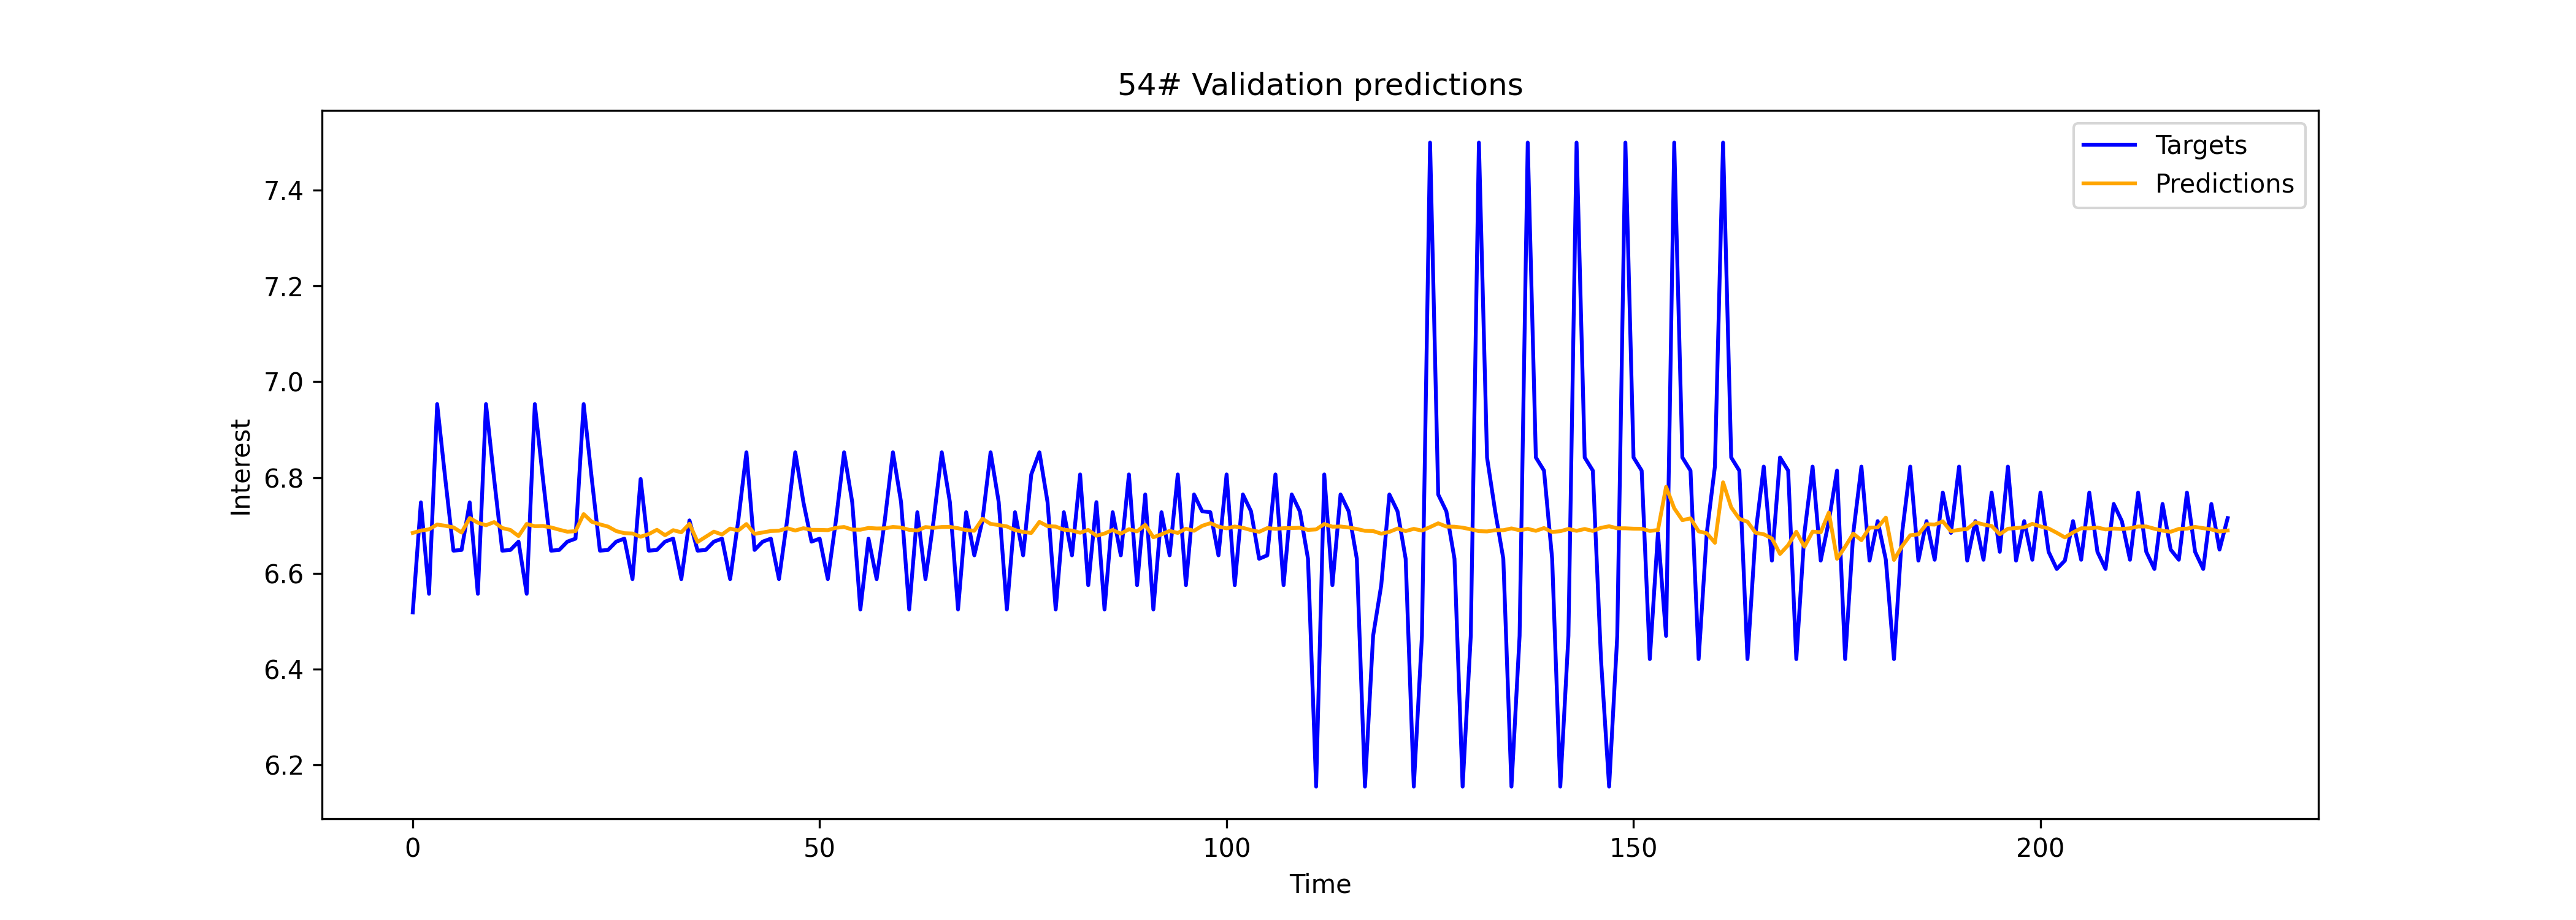 54# Validation predictions
Targets
Predictions
Interest
7.4
7.2
7.0
6.8
6.6
6.4
6.2
0
50
100
150
200
Time